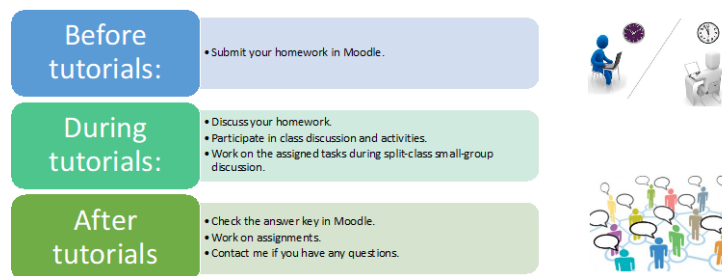 Before
tutorials:
• Submit your homework in Moodle.
During
tutorials:
• Discuss your homework.
• Participate in class discussion and activities.
• Work on the assigned tasks during split-class small-group
discussion.
After
tutorials
• Check the answer key in Moodle.
• Work on assignments.
• Contact me if you have any questions.